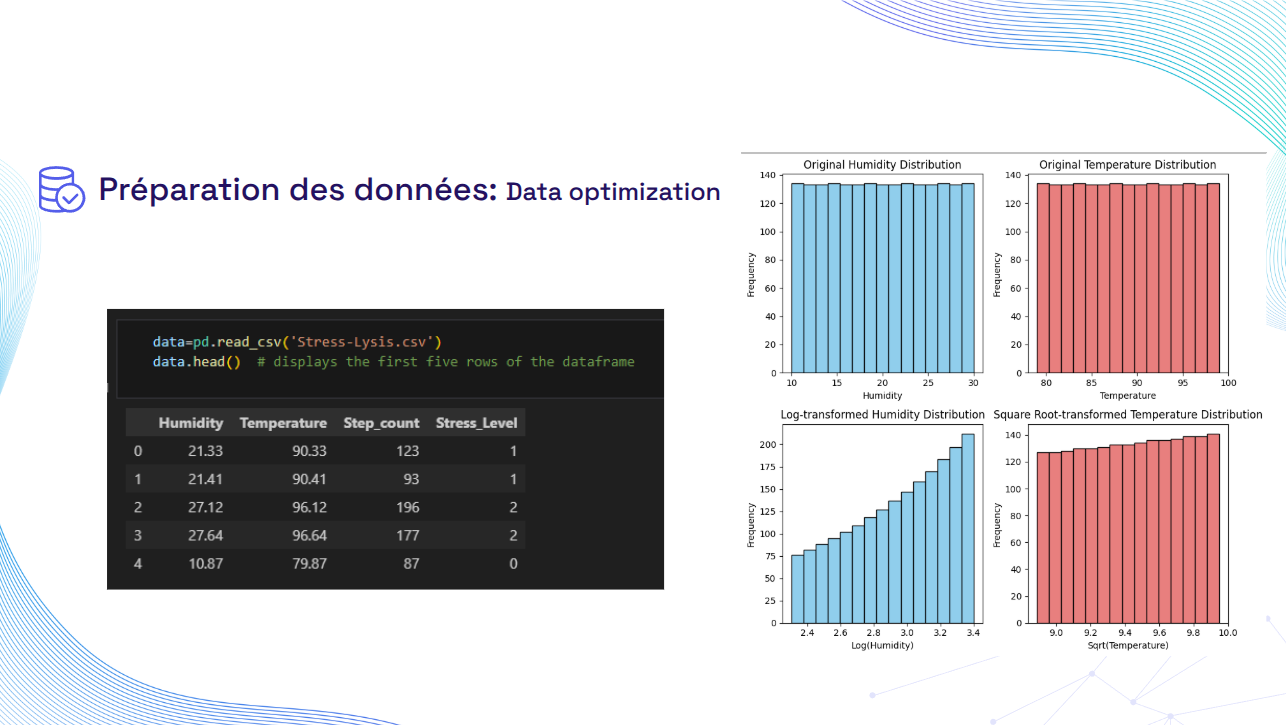 Préparation des données: Data optimization
data=pd.read_csv('Stress-Lysis.csv')
data.head()  # displays the first five rows of the dataframe
Humidity Temperature Step_count Stress_Level
0 21.33 90.33 123 1
1 21.41 90.41 93 1
2 27.12 96.12 196 2
3 27.64 96.64 177 2
4 10.87 79.87 87 0
Original Humidity Distribution
140
120
100
80
60
40
20
0
Frequency
10 15 20 25 30
Humidity
Original Temperature Distribution
140
120
100
80
60
40
20
0
Frequency
80 85 90 95 100
Temperature
Log-transformed Humidity Distribution
200
175
150
125
100
75
50
25
0
Frequency
2.4 2.6 2.8 3.0 3.2 3.4
Log(Humidity)
Square Root-transformed Temperature Distribution
140
120
100
80
60
40
20
0
Frequency
9.0 9.2 9.4 9.6 9.8 10.0
Sqrt(Temperature)